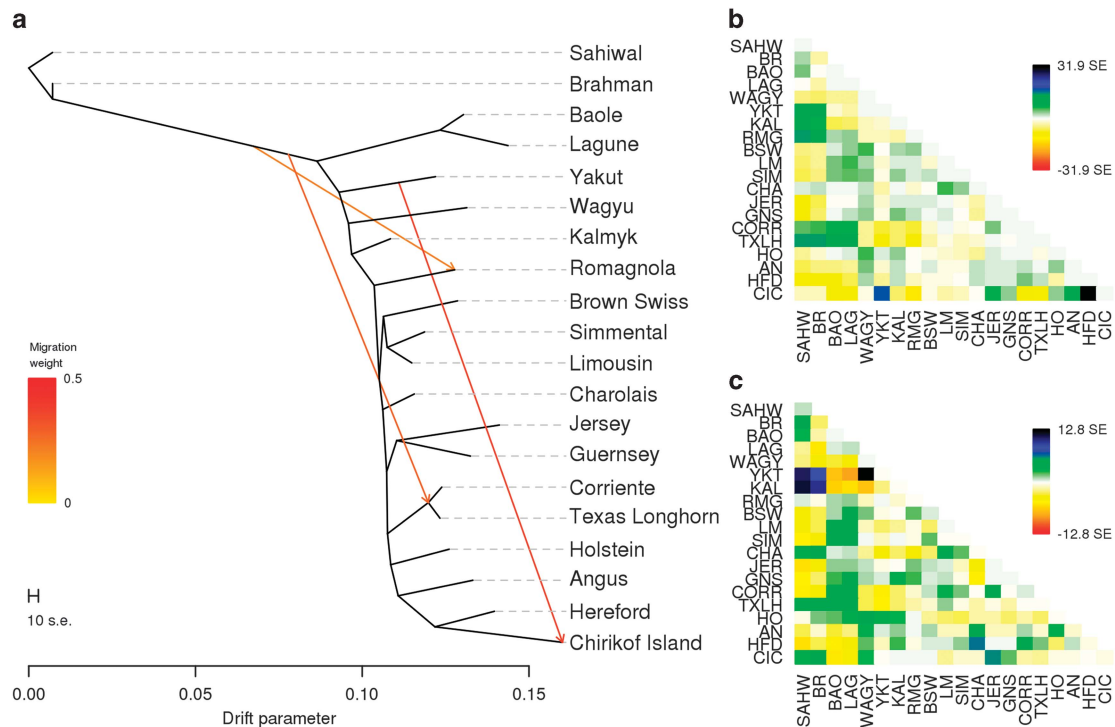 a
Sahiwal
Brahman
Baole
Lagune
Yakut
Wagyu
Kalmyk
Romagnola
Brown Swiss
Simmental
Limousin
Charolais
Jersey
Guernsey
Corriente
Texas Longhorn
Holstein
Angus
Hereford
Chirikof Island
Migration
weight
0.5
0
H
10 s.e.
0.00 0.05 0.10 0.15
Drift parameter
b
SAHW
BR
BAO
LAG
WAGY
YKT
KAL
RMG
BSW
LM
SIM
CHA
JER
GNS
CORR
TXLH
HO
AN
HFD
CIC
SAHW BR BAO LAG WAGY YKT KAL RMG BSW LM SIM CHA JER GNS CORR TXLH HO AN HFD CIC
31.9 SE
-31.9 SE
c
SAHW
BR
BAO
LAG
WAGY
YKT
KAL
RMG
BSW
LM
SIM
CHA
JER
GNS
CORR
TXLH
HO
AN
HFD
CIC
SAHW BR BAO LAG WAGY YKT KAL RMG BSW LM SIM CHA JER GNS CORR TXLH HO AN HFD CIC
12.8 SE
-12.8 SE